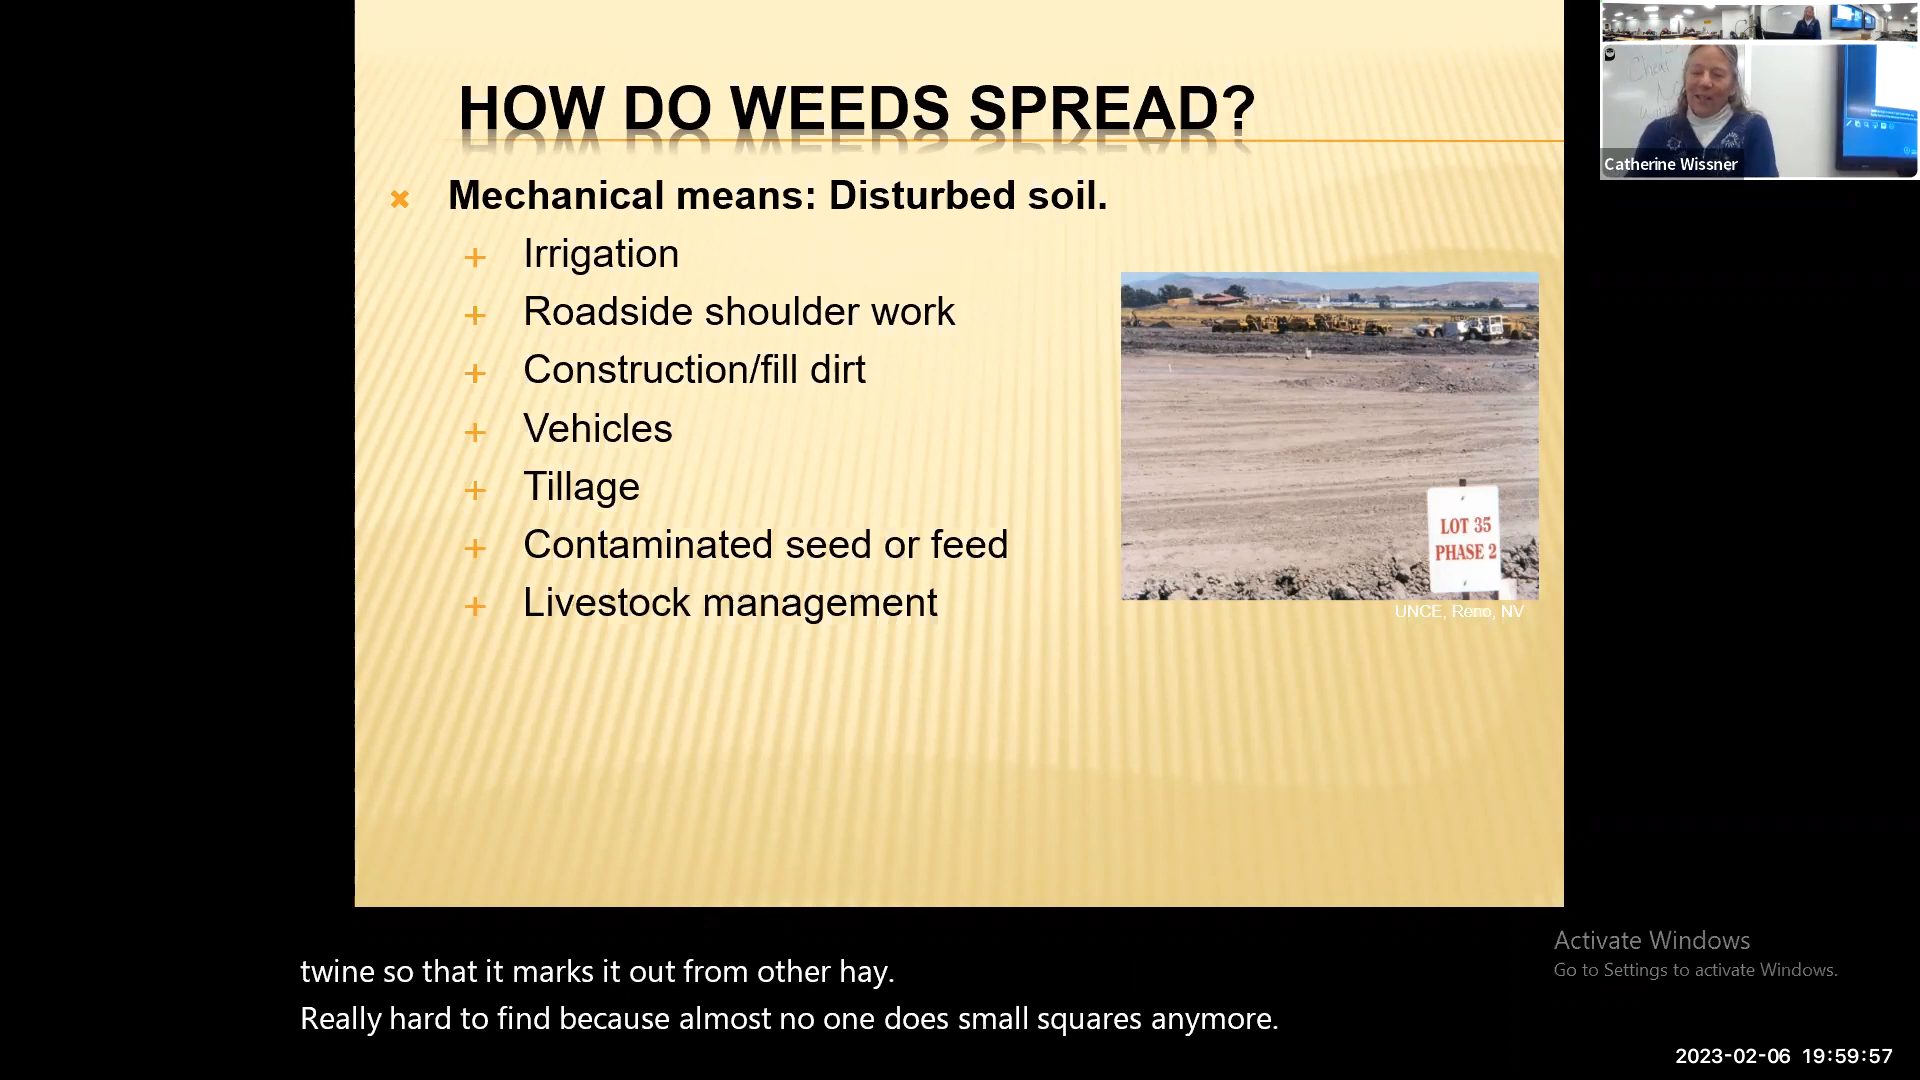 HOW DO WEEDS SPREAD?
Mechanical means: Disturbed soil.
Irrigation
Roadside shoulder work
Construction/fill dirt
Vehicles
Tillage
Contaminated seed or feed
Livestock management
LOT 35
PHASE 2
UNCE, Reno, NV
Catherine Wissner
Activate Windows
Go to Settings to activate Windows.
twine so that it marks it out from other hay.
Really hard to find because almost no one does small squares anymore.
2023-02-06 19:59:57